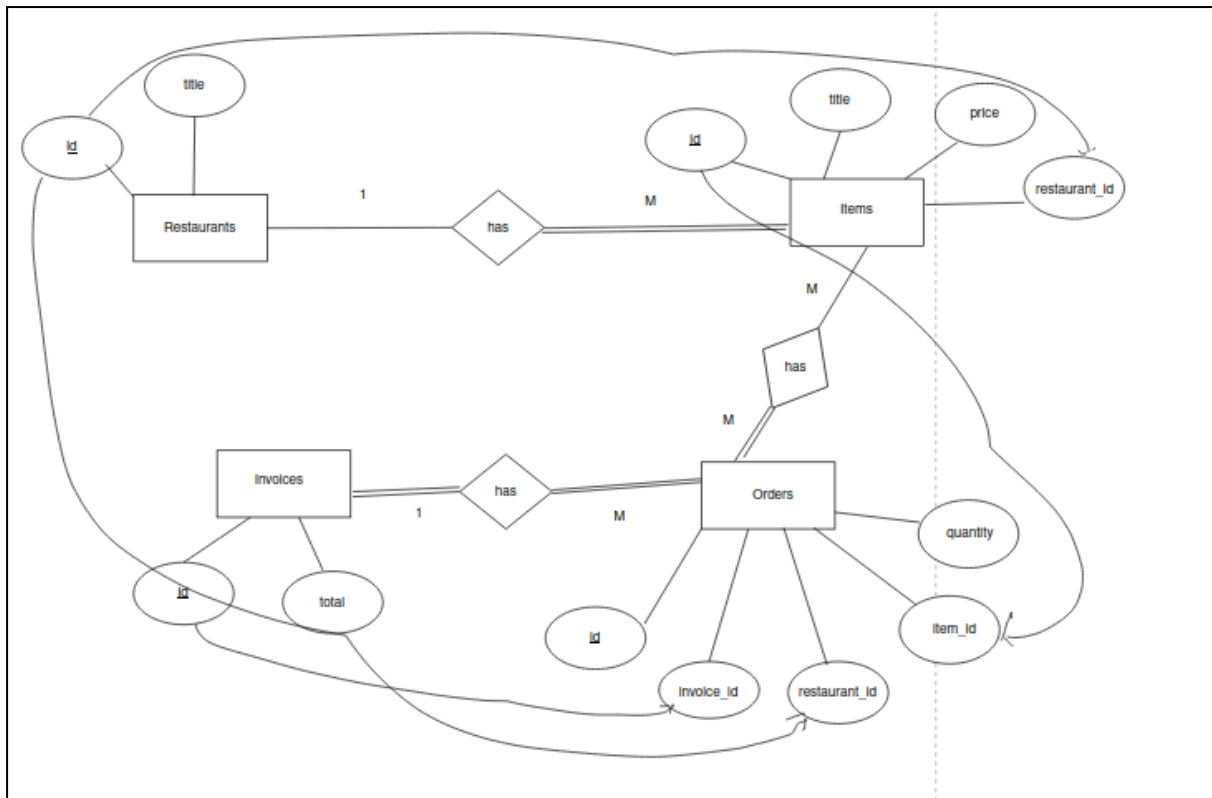 title
title
price
id
id
restaurant_id
Restaurants
1
has
M
Items
M
has
M
Invoices
has
Orders
1
M
quantity
id
total
id
item_id
invoice_id
restaurant_id